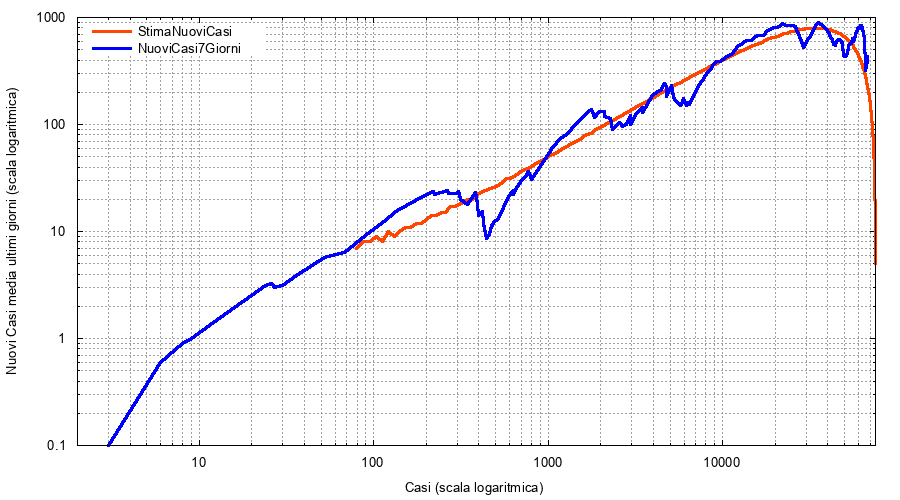 1000
100
10
1
0.1
StimaNuoviCasi
NuoviCasi7Giorni
Nuovi Casi media ultimi giorni (scala logaritmica)
10 100 1000 10000
Casi (scala logaritmica)